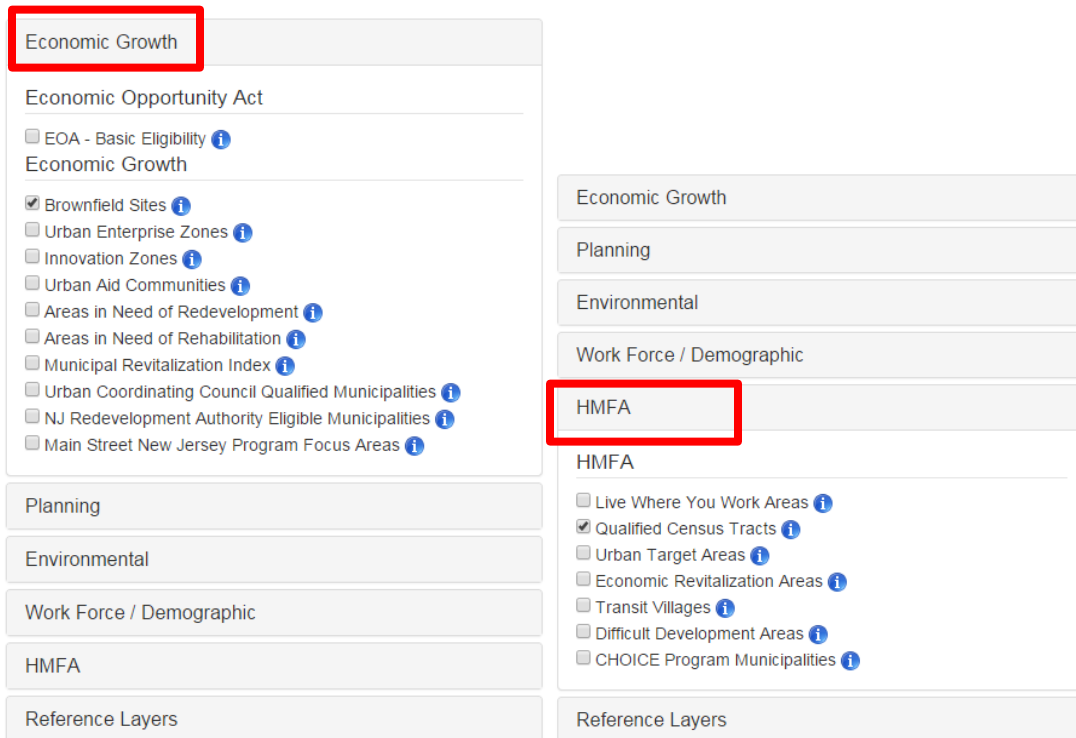 Economic Growth
Economic Opportunity Act
EOA - Basic Eligibility
Economic Growth
Brownfield Sites
Urban Enterprise Zones
Innovation Zones
Urban Aid Communities
Areas in Need of Redevelopment
Areas in Need of Rehabilitation
Municipal Revitalization Index
Urban Coordinating Council Qualified Municipalities
NJ Redevelopment Authority Eligible Municipalities
Main Street New Jersey Program Focus Areas
Planning
Environmental
Work Force / Demographic
HMFA
Reference Layers
Economic Growth
Planning
Environmental
Work Force / Demographic
HMFA
HMFA
Live Where You Work Areas
Qualified Census Tracts
Urban Target Areas
Economic Revitalization Areas
Transit Villages
Difficult Development Areas
CHOICE Program Municipalities
Reference Layers